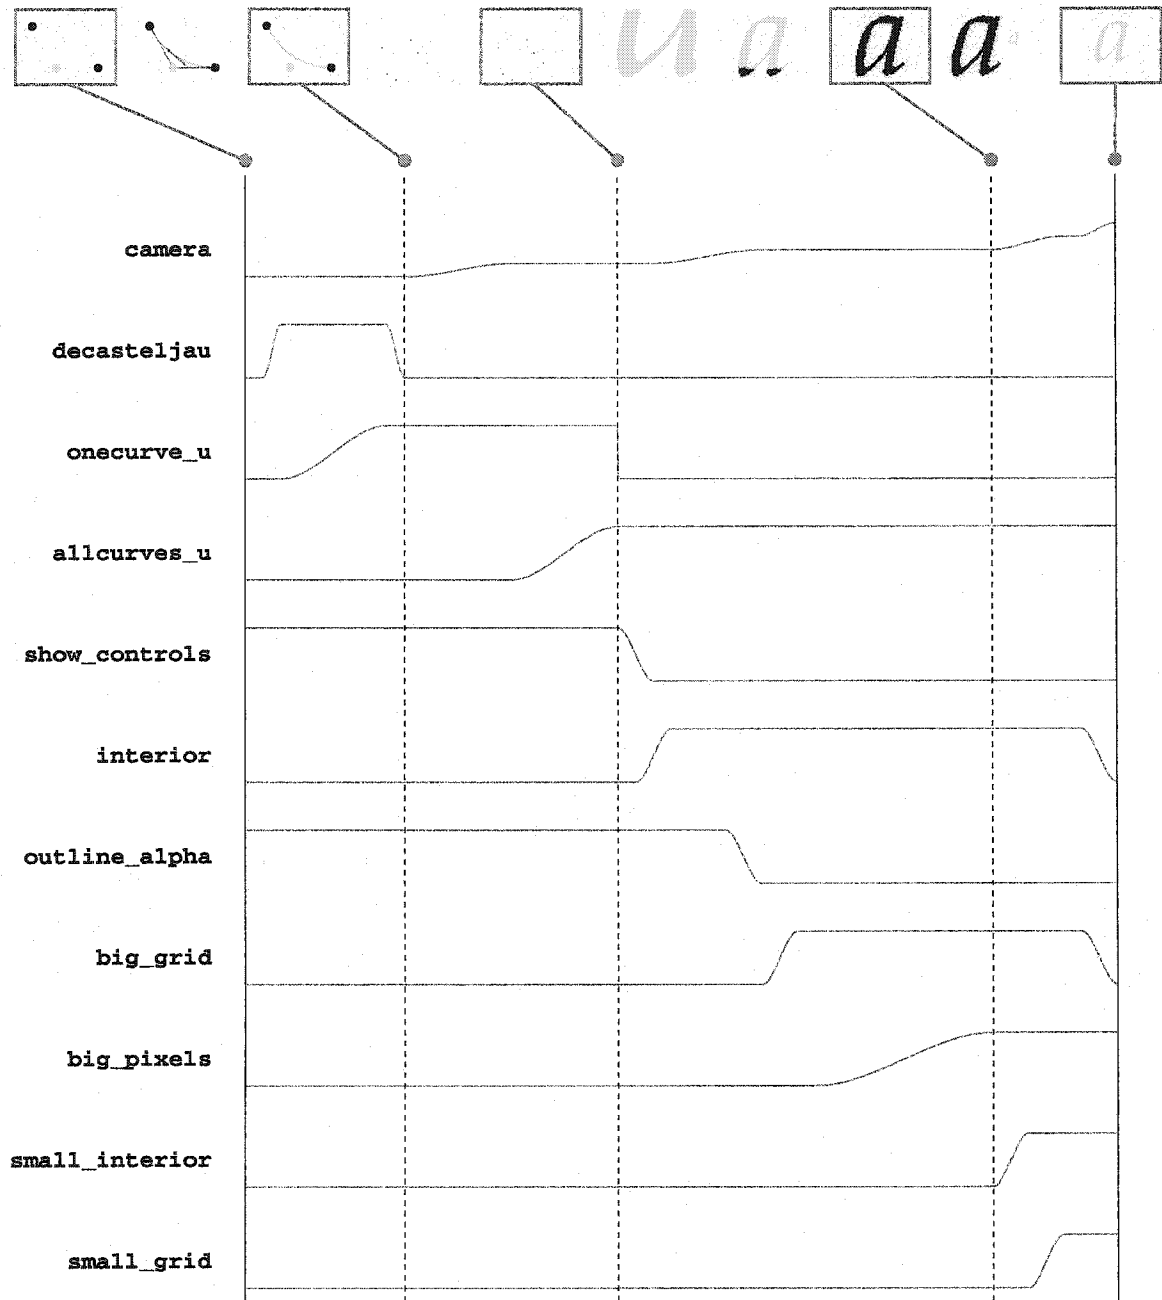 u a a a a a
camera
decasteljau
onecurve_u
allcurves_u
show_controls
interior
outline_alpha
big_grid
big_pixels
small_interior
small_grid